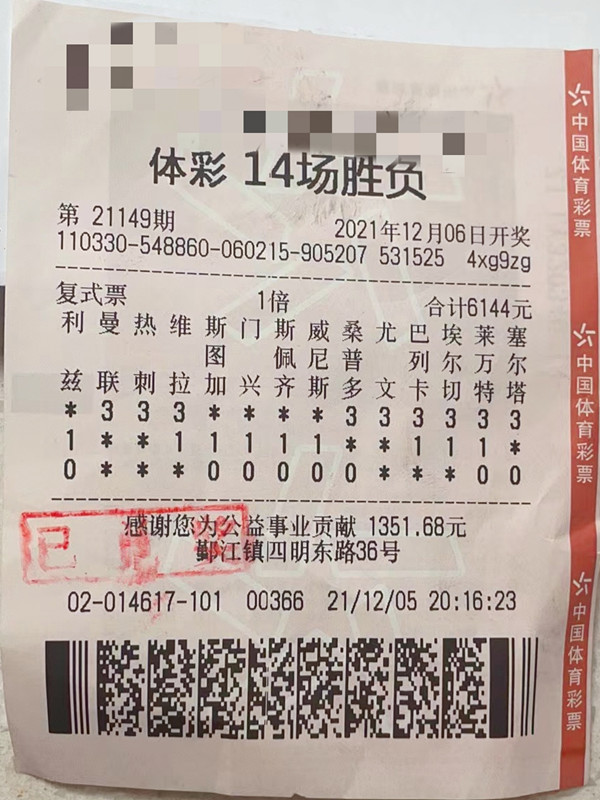 体彩 14场胜负
第 21149期 2021年12月06日开奖
110330-548860-060215-905207 531525 4xg9zg
复式票 1倍 合计6144元
利 曼 热 维 斯 门 斯 威 桑 尤 巴 埃 莱 塞
图 佩 尼 普 列 尔 万 尔
兹 联 刺 拉 加 兴 齐 斯 多 文 卡 切 特 塔
* 3 3 3 * * * * 3 3 3 3 3 3
1 * * 1 1 1 1 1 * * 1 1 1 *
0 * * * 0 0 0 0 0 * * * 0 0
感谢您为公益事业贡献 1351.68元
鄞江镇四明东路36号
已
02-014617-101 00366 21/12/05 20:16:23
中国体育彩票
中国体育彩票
中国体育彩票